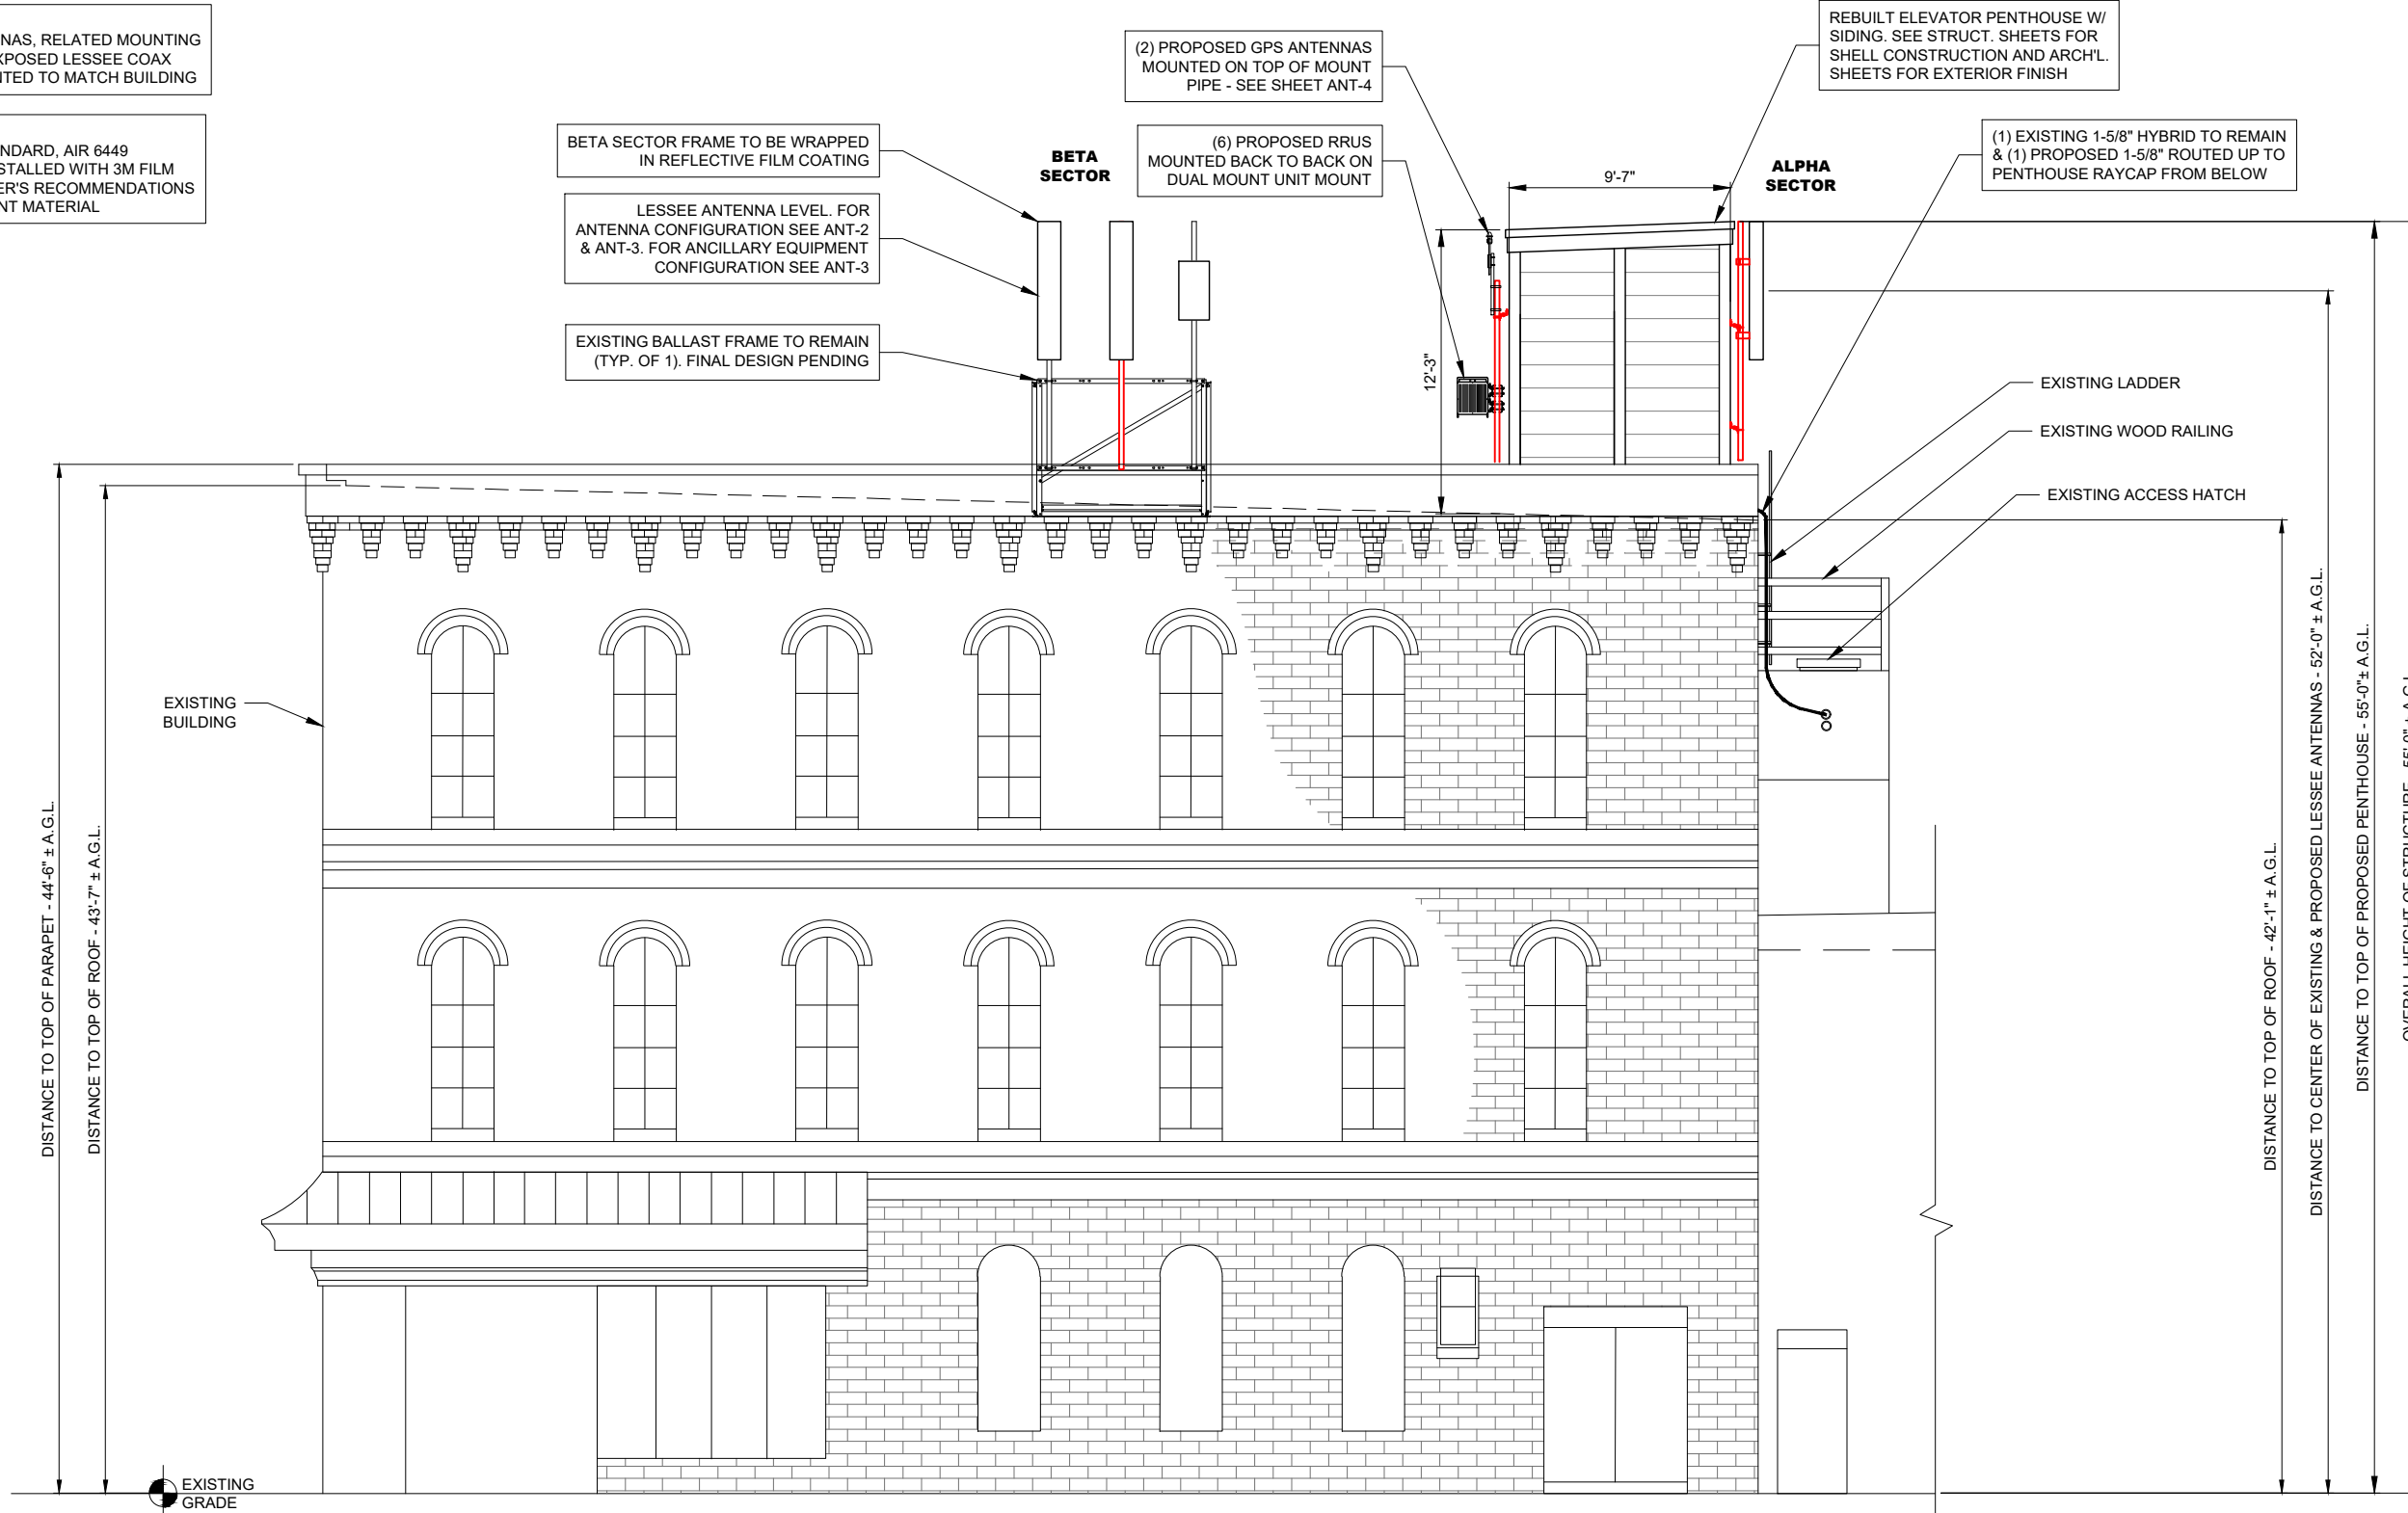 NAS, RELATED MOUNTING
XPOSED LESSEE COAX
NTED TO MATCH BUILDING
NDARD, AIR 6449
STALLED WITH 3M FILM
ER'S RECOMMENDATIONS
NT MATERIAL
BETA SECTOR FRAME TO BE WRAPPED
IN REFLECTIVE FILM COATING
LESSEE ANTENNA LEVEL. FOR
ANTENNA CONFIGURATION SEE ANT-2
& ANT-3. FOR ANCILLARY EQUIPMENT
CONFIGURATION SEE ANT-3
EXISTING BALLAST FRAME TO REMAIN
(TYP. OF 1). FINAL DESIGN PENDING
BETA
SECTOR
(2) PROPOSED GPS ANTENNAS
MOUNTED ON TOP OF MOUNT
PIPE - SEE SHEET ANT-4
(6) PROPOSED RRUS
MOUNTED BACK TO BACK ON
DUAL MOUNT UNIT MOUNT
9'-7"
12'-3"
ALPHA
SECTOR
REBUILT ELEVATOR PENTHOUSE W/
SIDING. SEE STRUCT. SHEETS FOR
SHELL CONSTRUCTION AND ARCH'L.
SHEETS FOR EXTERIOR FINISH
(1) EXISTING 1-5/8" HYBRID TO REMAIN
& (1) PROPOSED 1-5/8" ROUTED UP TO
PENTHOUSE RAYCAP FROM BELOW
EXISTING LADDER
EXISTING WOOD RAILING
EXISTING ACCESS HATCH
EXISTING
BUILDING
DISTANCE TO TOP OF PARAPET - 44'-6" ± A.G.L.
DISTANCE TO TOP OF ROOF - 43'-7" ± A.G.L.
DISTANCE TO TOP OF ROOF - 42'-1" ± A.G.L.
DISTANCE TO CENTER OF EXISTING & PROPOSED LESSEE ANTENNAS - 52'-0" ± A.G.L.
DISTANCE TO TOP OF PROPOSED PENTHOUSE - 55'-0"± A.G.L.
OVERALL HEIGHT OF STRUCTURE - 55'-0" ± A.G.L.
EXISTING
GRADE